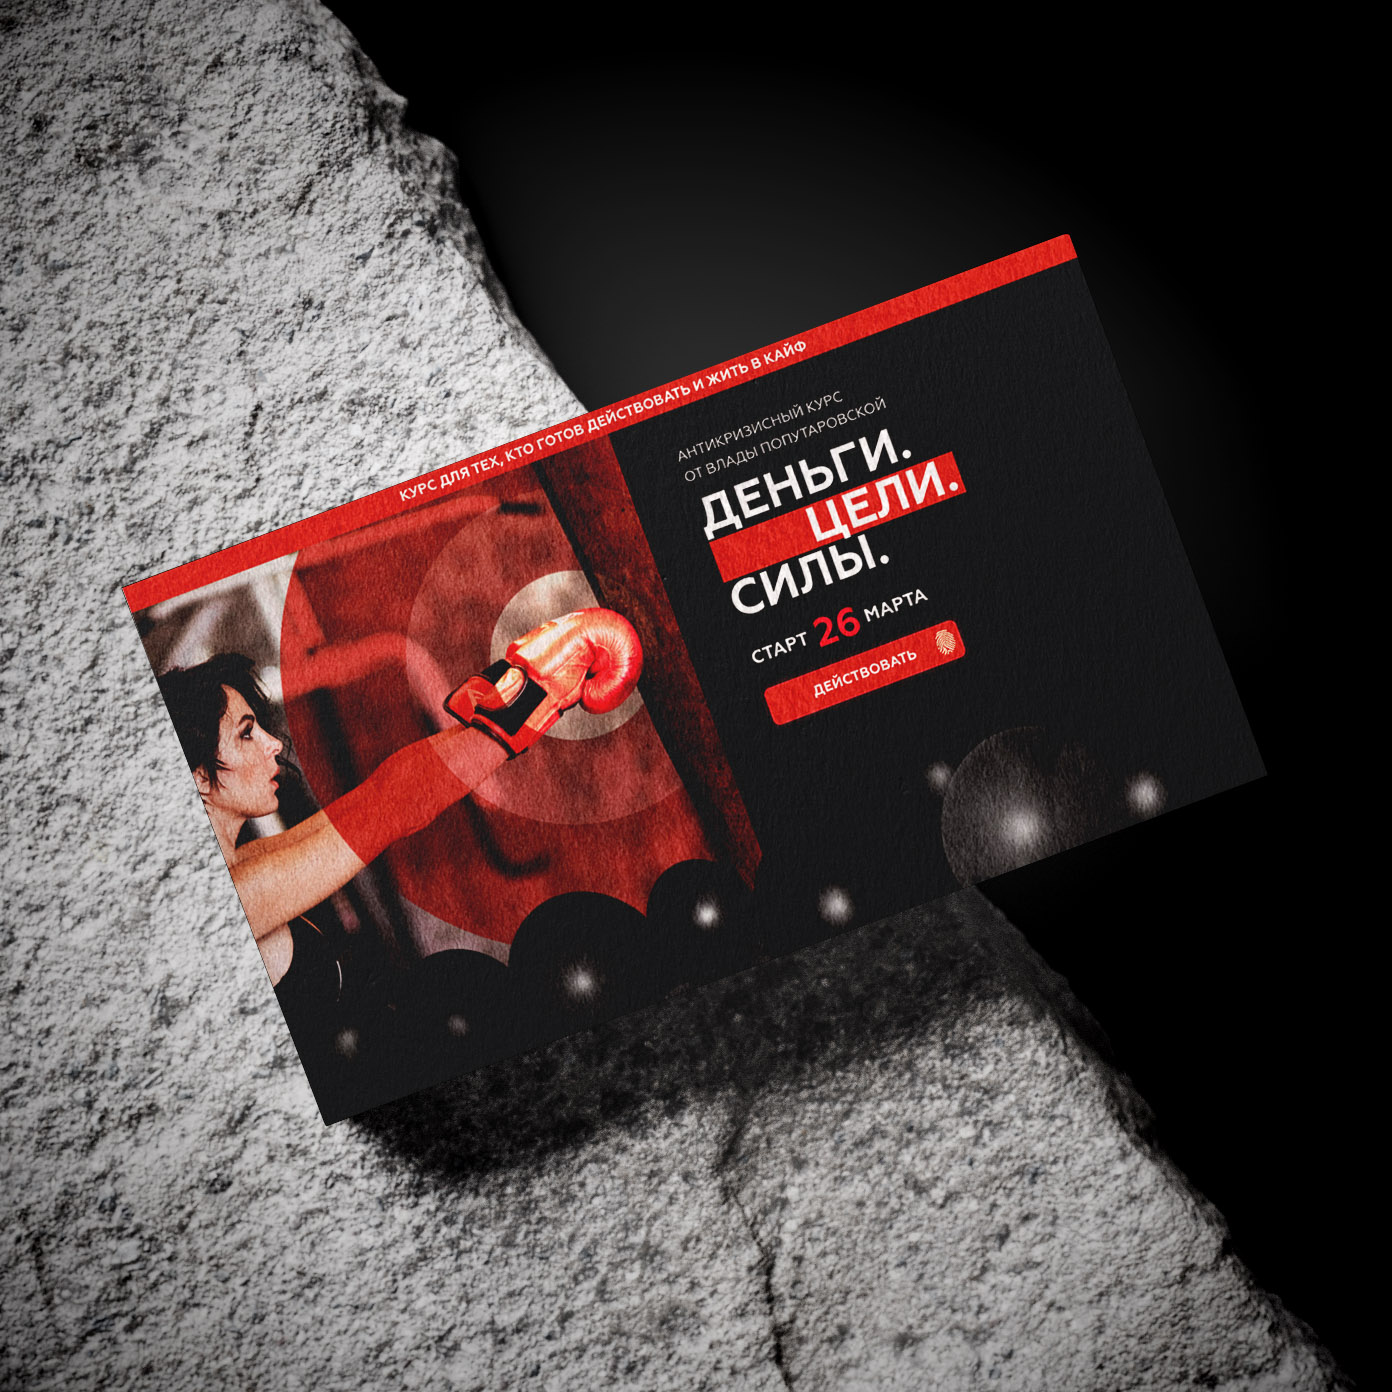 КУРС ДЛЯ ТЕХ, КТО ГОТОВ ДЕЙСТВОВАТЬ И ЖИТЬ В КАЙФ
АНТИКРИЗИСНЫЙ КУРС
ОТ ВЛАДЫ ПОПУТАРОВСКОЙ
ДЕНЬГИ.
ЦЕЛИ.
СИЛЫ.
СТАРТ 26 МАРТА
ДЕЙСТВОВАТЬ